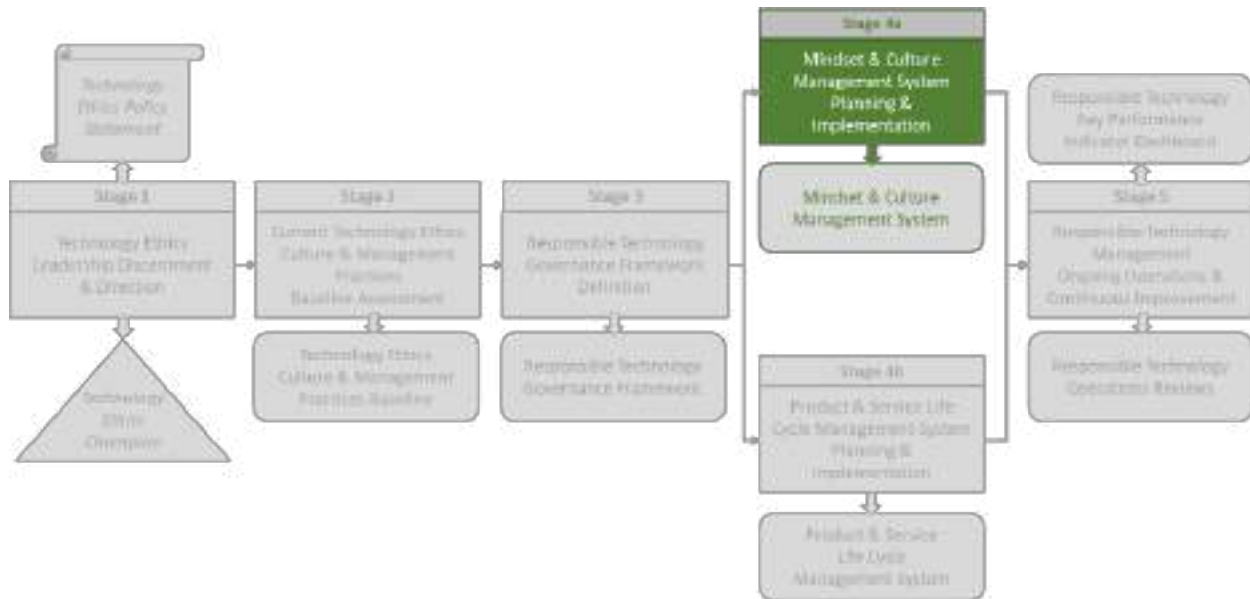 Technology
Ethics Policy
Statement
Stage 1
Technology Ethics
Leadership Discernment
& Direction
Technology
Ethics
Champion
Stage 2
Current Technology Ethics
Culture & Management
Practices
Baseline Assessment
Technology Ethics
Culture & Management
Practices Baseline
Stage 3
Responsible Technology
Governance Framework
Definition
Responsible Technology
Governance Framework
Stage 4a
Mindset & Culture
Management System
Planning &
Implementation
Mindset & Culture
Management System
Stage 4b
Product & Service Life
Cycle Management System
Planning &
Implementation
Product & Service
Life Cycle
Management System
Responsible Technology
Key Performance
Indicator Dashboard
Stage 5
Responsible Technology
Management
Ongoing Operations &
Continuous Improvement
Responsible Technology
Operations Reviews